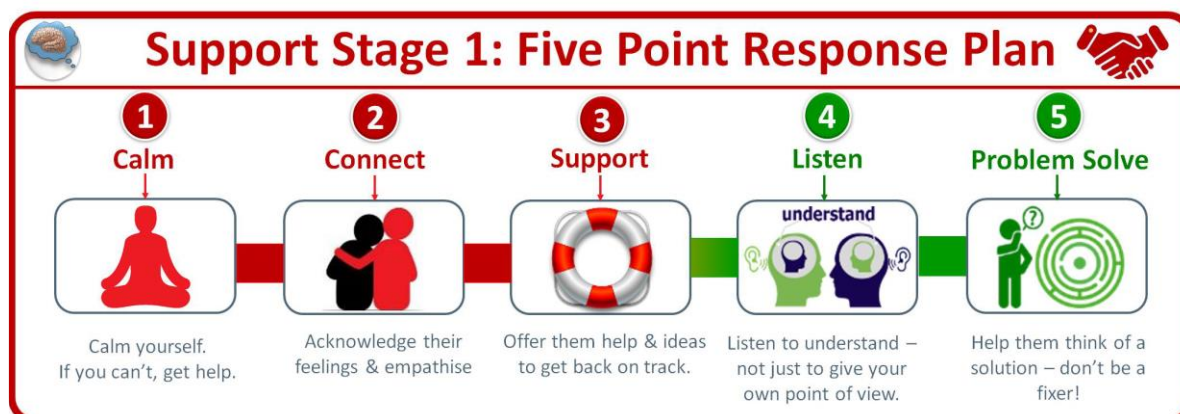 Support Stage 1: Five Point Response Plan
1
Calm
Calm yourself.
If you can't, get help.
2
Connect
Acknowledge their
feelings & empathise
3
Support
Offer them help & ideas
to get back on track.
4
Listen
understand
Listen to understand –
not just to give your
own point of view.
5
Problem Solve
?
Help them think of a
solution – don't be a
fixer!